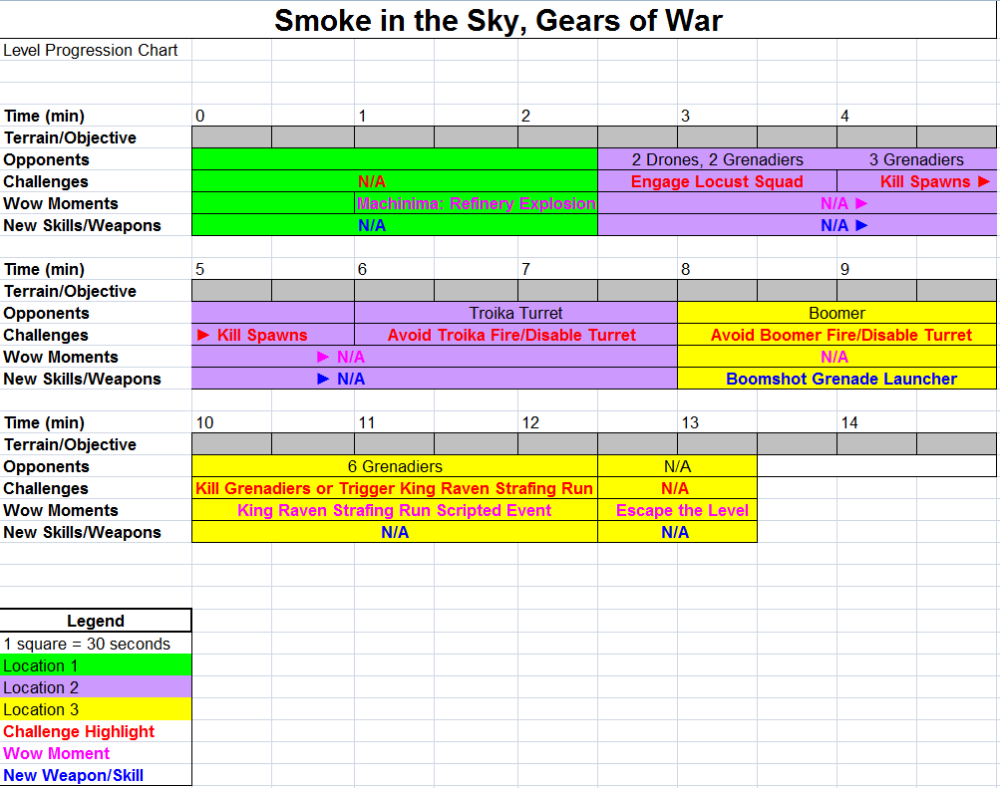 Smoke in the Sky, Gears of War
Level Progression Chart
Time (min) 0 1 2 3 4
Terrain/Objective
Opponents 2 Drones, 2 Grenadiers 3 Grenadiers
Challenges N/A Engage Locust Squad Kill Spawns ►
Wow Moments Machinima: Refinery Explosion N/A ►
New Skills/Weapons N/A N/A ►
Time (min) 5 6 7 8 9
Terrain/Objective
Opponents Troika Turret Boomer
Challenges ► Kill Spawns Avoid Troika Fire/Disable Turret Avoid Boomer Fire/Disable Turret
Wow Moments ► N/A N/A
New Skills/Weapons ► N/A Boomshot Grenade Launcher
Time (min) 10 11 12 13 14
Terrain/Objective
Opponents 6 Grenadiers N/A
Challenges Kill Grenadiers or Trigger King Raven Strafing Run N/A
Wow Moments King Raven Strafing Run Scripted Event Escape the Level
New Skills/Weapons N/A N/A
Legend
1 square = 30 seconds
Location 1
Location 2
Location 3
Challenge Highlight
Wow Moment
New Weapon/Skill